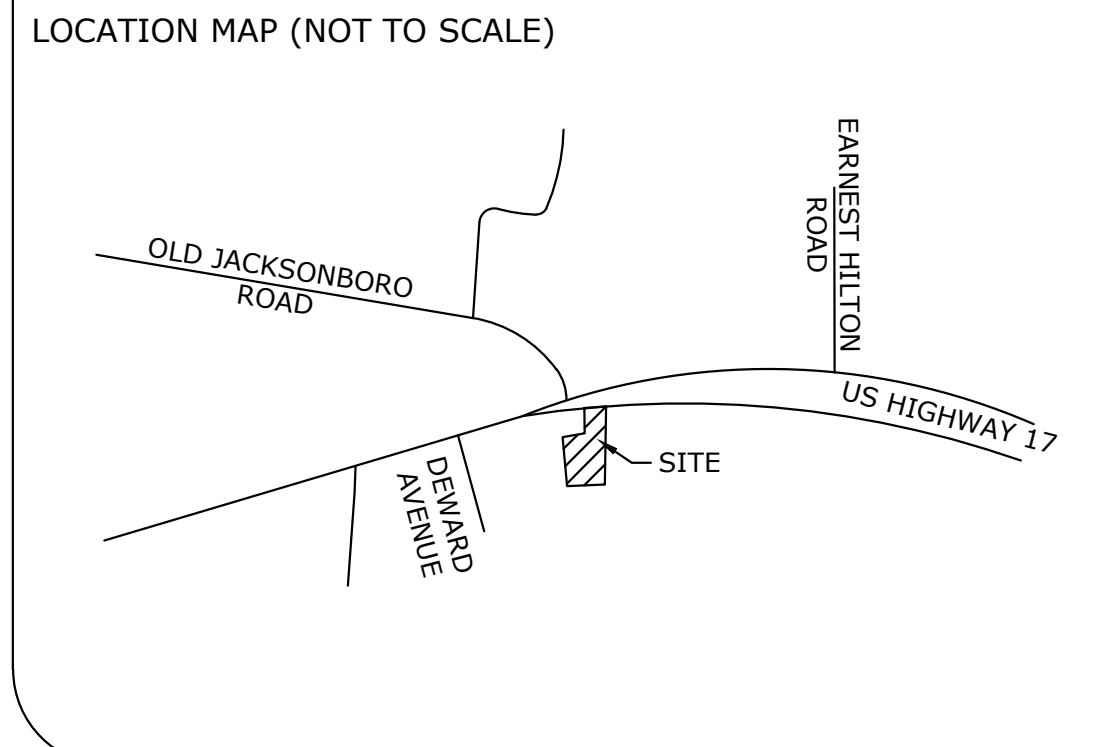 LOCATION MAP (NOT TO SCALE)
EARNEST HILTON
ROAD
OLD JACKSONBORO
ROAD
US HIGHWAY 17
SITE
DEWARD
AVENUE